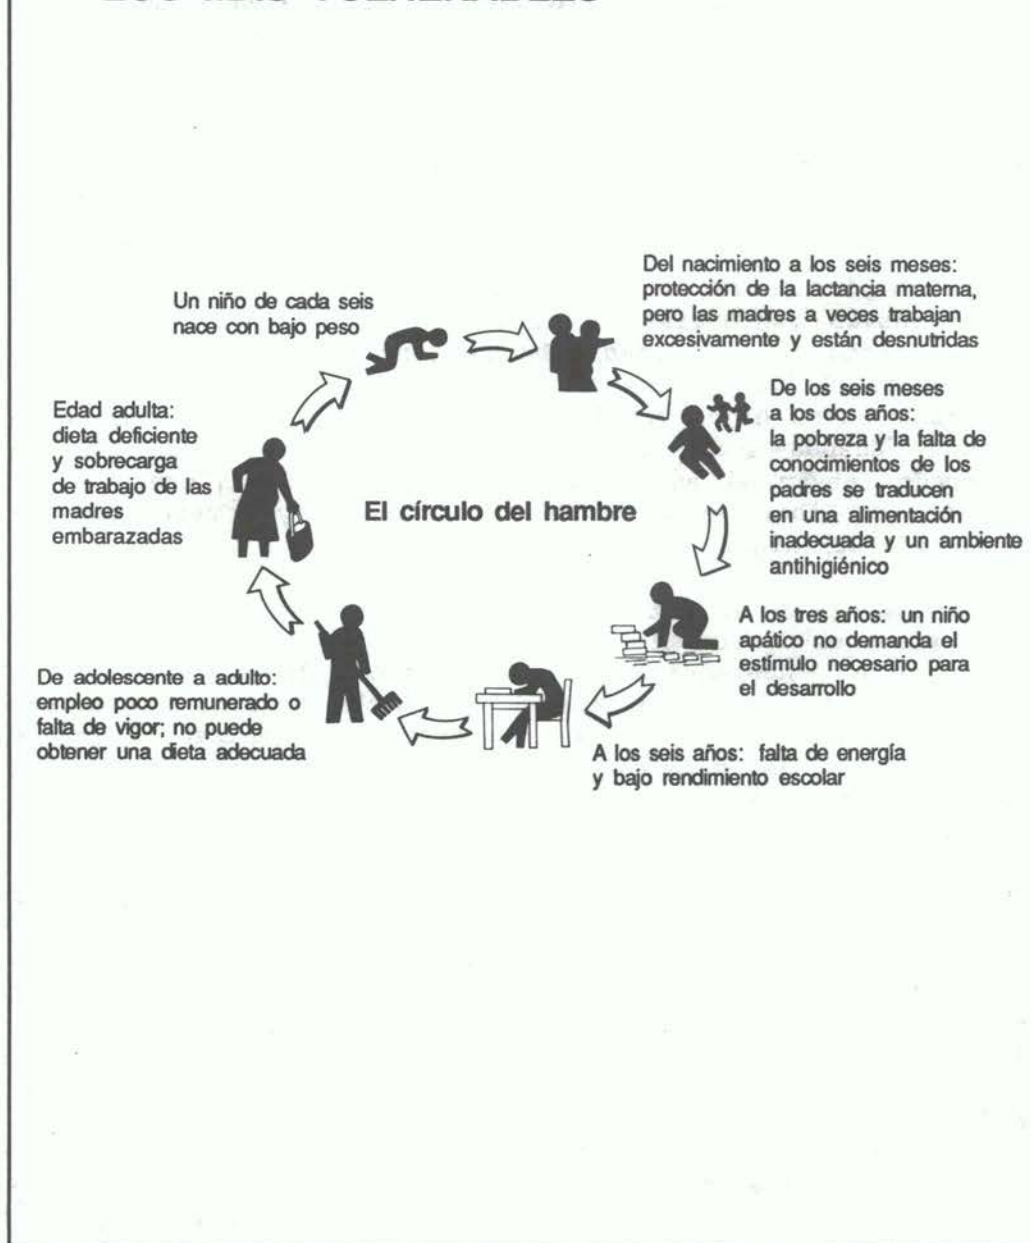 Un niño de cada seis
nace con bajo peso
Del nacimiento a los seis meses:
protección de la lactancia materna,
pero las madres a veces trabajan
excesivamente y están desnutridas
De los seis meses
a los dos años:
la pobreza y la falta de
conocimientos de los
padres se traducen
en una alimentación
inadecuada y un ambiente
antihigiénico
A los tres años: un niño
apático no demanda el
estímulo necesario para
el desarrollo
A los seis años: falta de energía
y bajo rendimiento escolar
De adolescente a adulto:
empleo poco remunerado o
falta de vigor; no puede
obtener una dieta adecuada
Edad adulta:
dieta deficiente
y sobrecarga
de trabajo de las
madres
embarazadas
El círculo del hambre